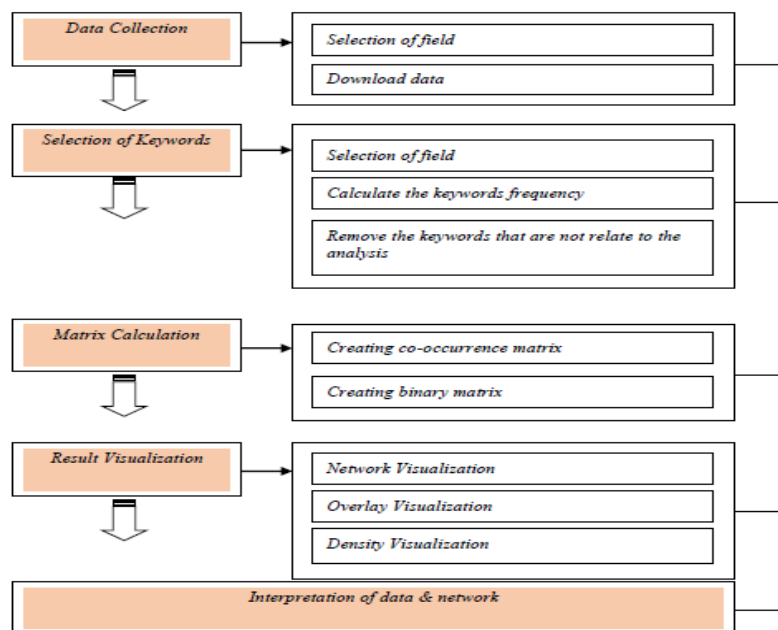 Data Collection
Selection of field
Download data
Selection of Keywords
Selection of field
Calculate the keywords frequency
Remove the keywords that are not relate to the
analysis
Matrix Calculation
Creating co-occurrence matrix
Creating binary matrix
Result Visualization
Network Visualization
Overlay Visualization
Density Visualization
Interpretation of data & network